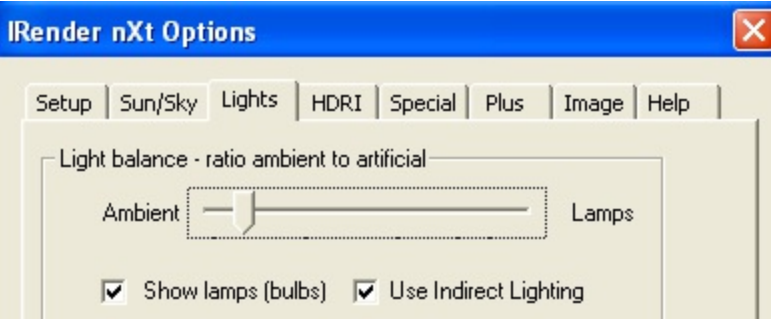 IRender nXt Options
Setup Sun/Sky Lights HDRI Special Plus Image Help
Light balance - ratio ambient to artificial
Ambient Lamps
Show lamps (bulbs) Use Indirect Lighting